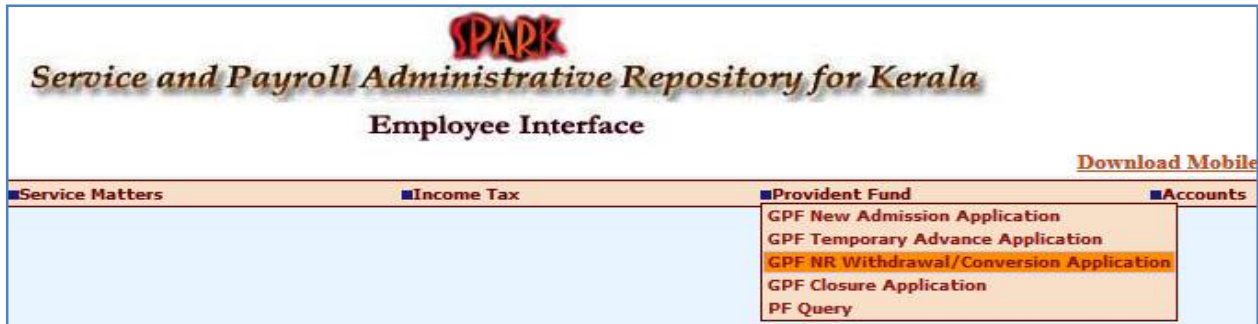 SPARK
Service and Payroll Administrative Repository for Kerala
Employee Interface
Download Mobile
Service Matters Income Tax Provident Fund Accounts
GPF New Admission Application
GPF Temporary Advance Application
GPF NR Withdrawal/Conversion Application
GPF Closure Application
PF Query